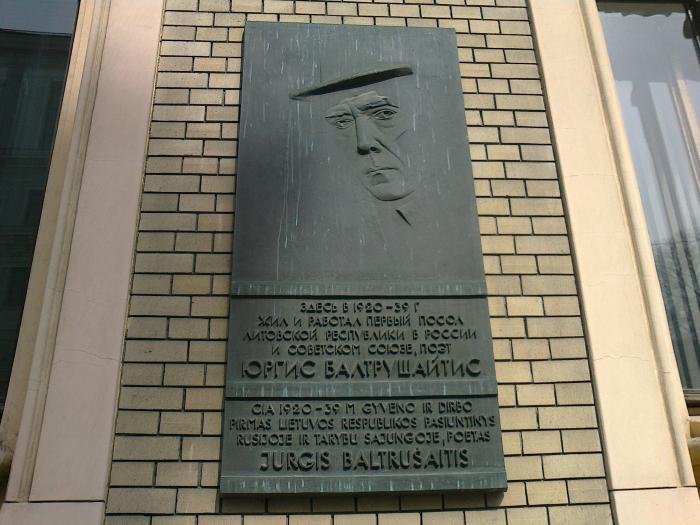 ЗДЕСЬ В 1920-39 Г
ЖИЛ И РАБОТАЛ ПЕРВЫЙ ПОСОЛ
ЛИТОВСКОЙ РЕСПУБЛИКИ В РОССИИ
И СОВЕТСКОМ СОЮЗЕ, ПОЭТ
ЮРГИС БАЛТРУШАЙТИС
ČIA 1920-39 M GYVENO IR DIRBO
PIRMAS LIETUVOS RESPUBLIKOS PASIUNTINYS
RUSIJOJE IR TARYBŲ SĄJUNGOJE, POETAS
JURGIS BALTRUŠAITIS